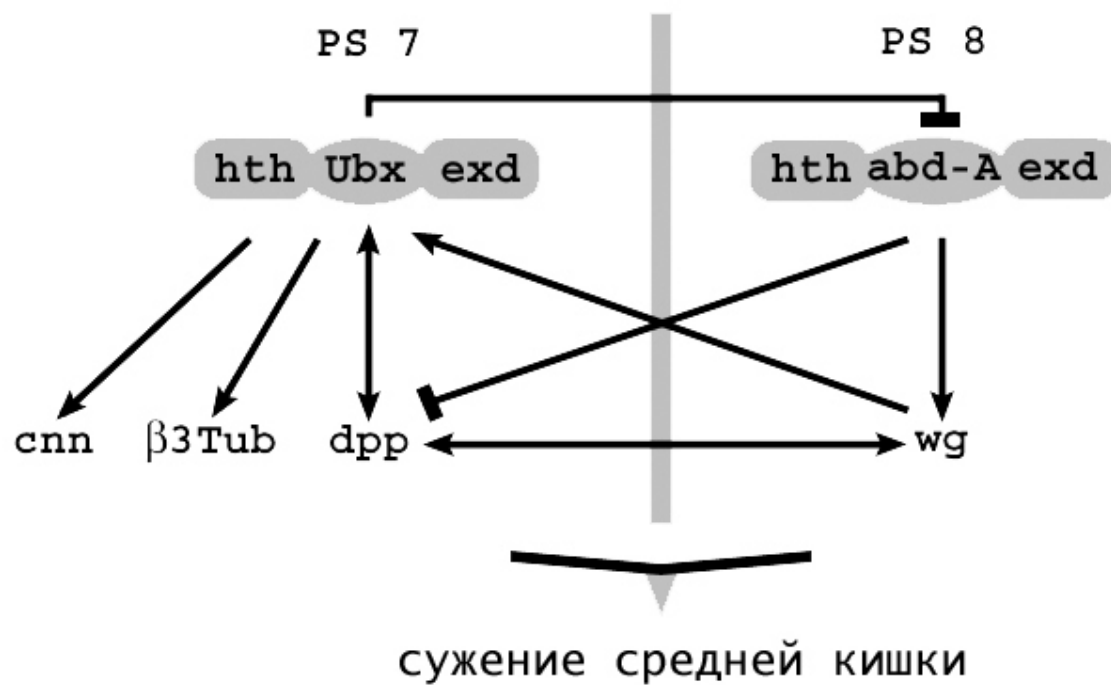 PS 7 PS 8
hth Ubx exd hth abd-A exd
cnn β3Tub dpp wg
сужение средней кишки